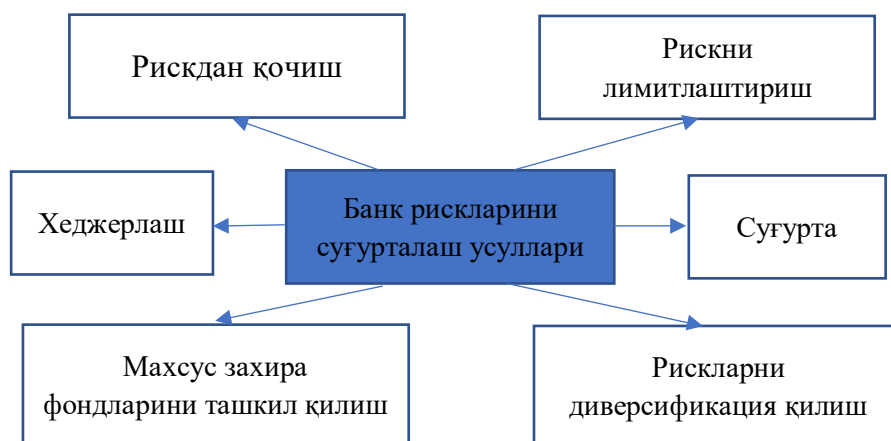 Рискдан қочиш
Рискни
лимитлаштириш
Хеджерлаш
Банк рискларини
суғурталаш усуллари
Суғурта
Махсус захира
фондларини ташкил қилиш
Рискларни
диверсификация қилиш